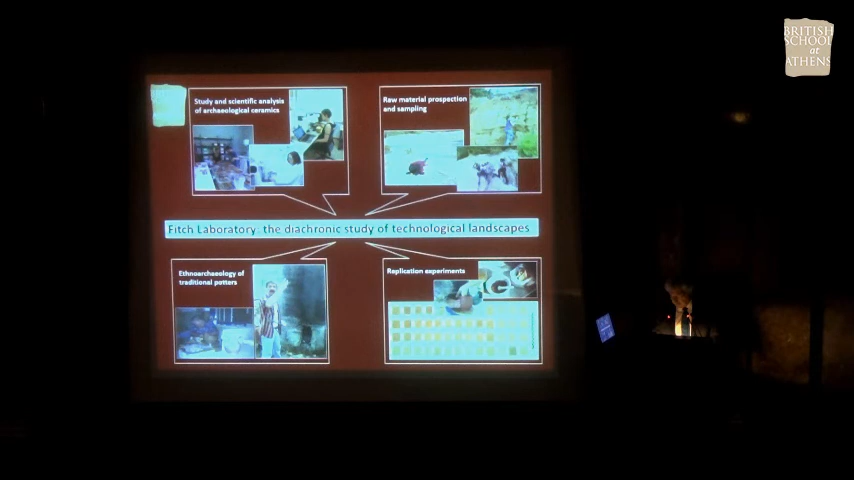 BRITISH
SCHOOL
at
ATHENS
Study and scientific analysis
of archaeological ceramics
Raw material prospection
and sampling
Fitch Laboratory: the diachronic study of technological landscapes
Ethnoarchaeology of
traditional potters
Replication experiments